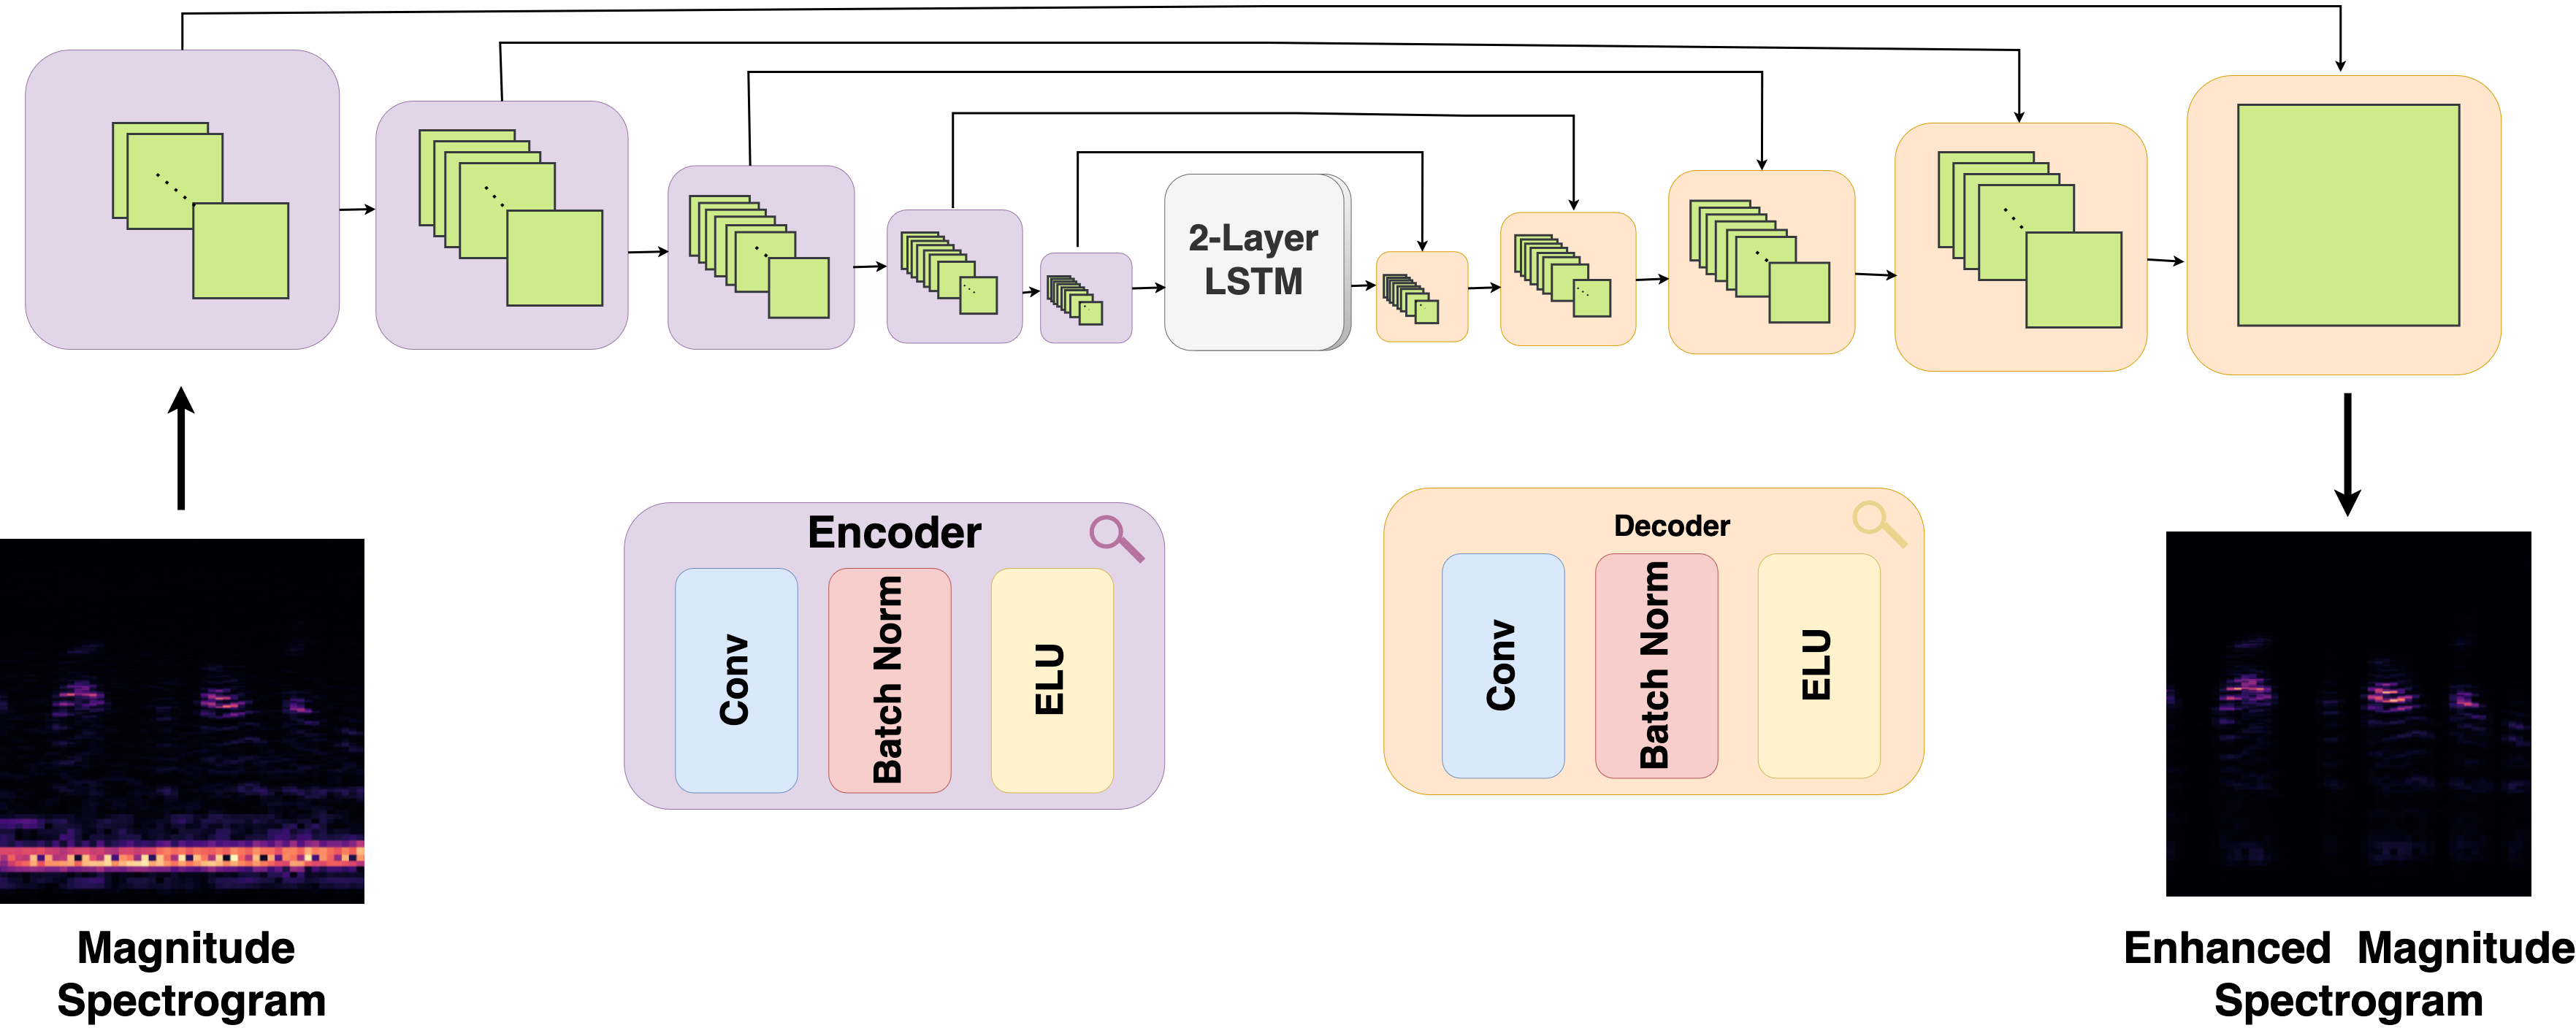 2-Layer
LSTM
Encoder
Conv
Batch Norm
ELU
Decoder
Conv
Batch Norm
ELU
Magnitude
Spectrogram
Enhanced Magnitude
Spectrogram